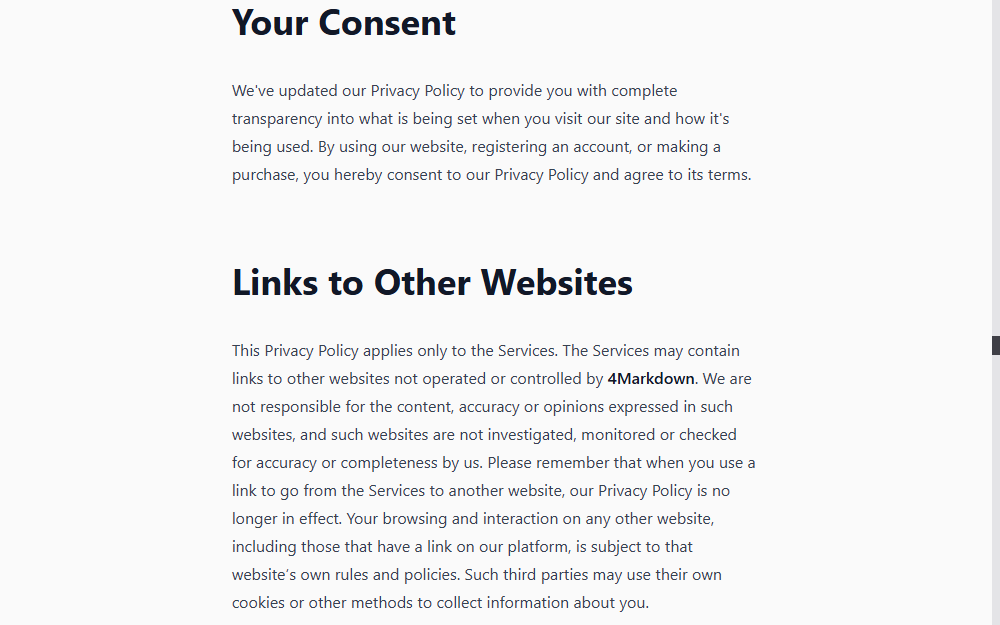 Your Consent
We've updated our Privacy Policy to provide you with complete
transparency into what is being set when you visit our site and how it's
being used. By using our website, registering an account, or making a
purchase, you hereby consent to our Privacy Policy and agree to its terms.
Links to Other Websites
This Privacy Policy applies only to the Services. The Services may contain
links to other websites not operated or controlled by 4Markdown. We are
not responsible for the content, accuracy or opinions expressed in such
websites, and such websites are not investigated, monitored or checked
for accuracy or completeness by us. Please remember that when you use a
link to go from the Services to another website, our Privacy Policy is no
longer in effect. Your browsing and interaction on any other website,
including those that have a link on our platform, is subject to that
website’s own rules and policies. Such third parties may use their own
cookies or other methods to collect information about you.